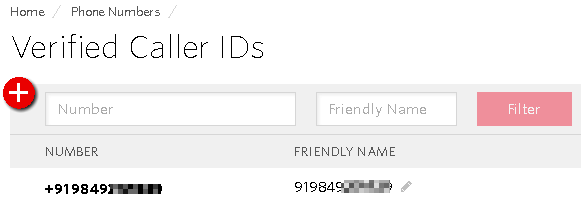 Home / Phone Numbers /
Verified Caller IDs
Number Friendly Name Filter
NUMBER FRIENDLY NAME
+919849 919849